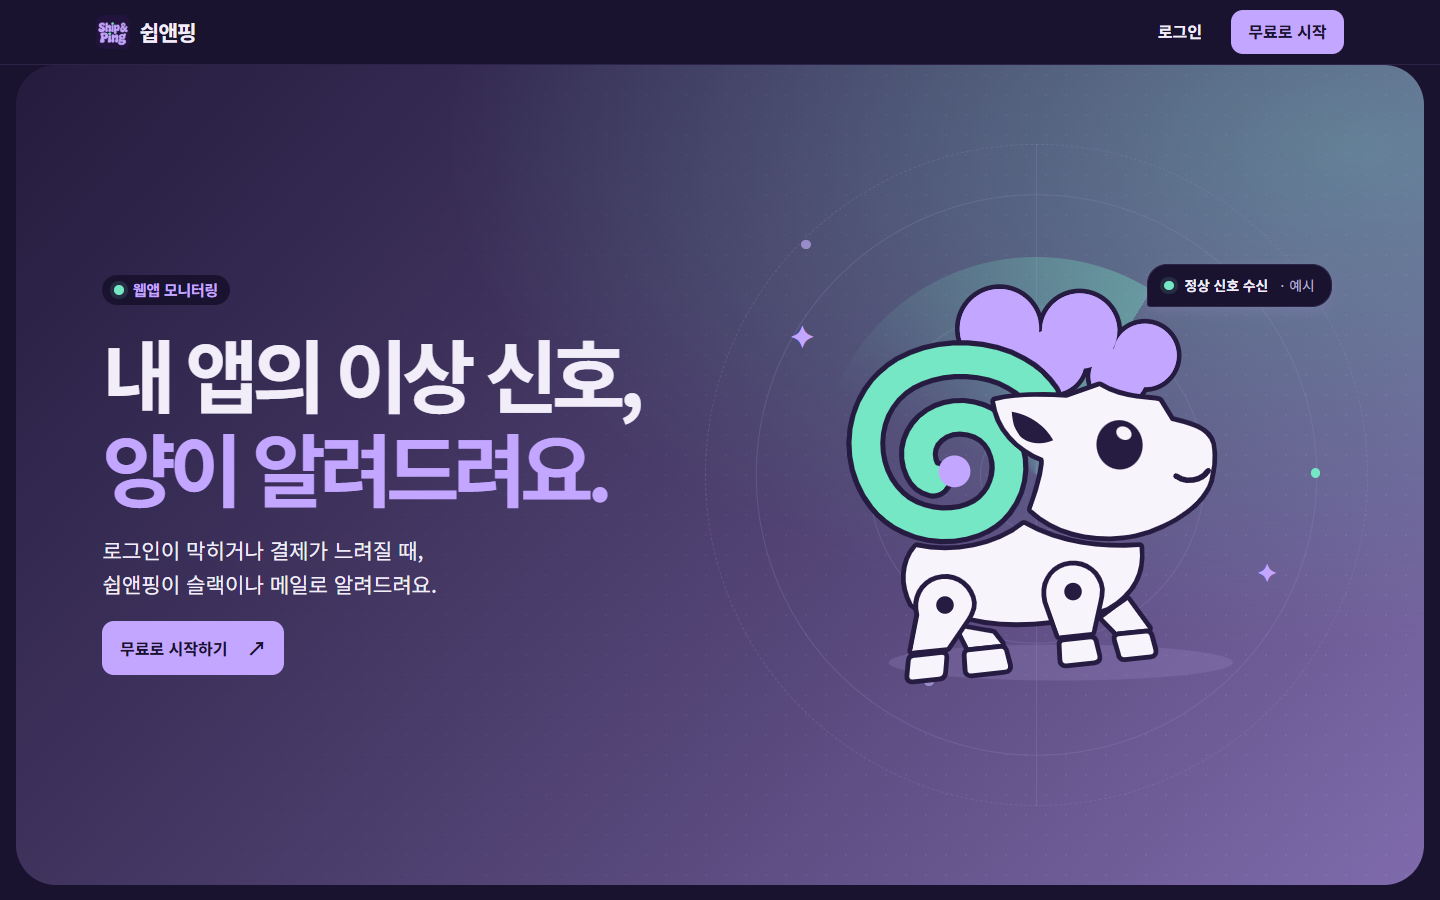 Ship&
Ping
쉽앤핑
로그인
무료로 시작
웹앱 모니터링
내 앱의 이상 신호,
양이 알려드려요.
로그인이 막히거나 결제가 느려질 때,
쉽앤핑이 슬랙이나 메일로 알려드려요.
무료로 시작하기 ↗
정상 신호 수신 · 예시